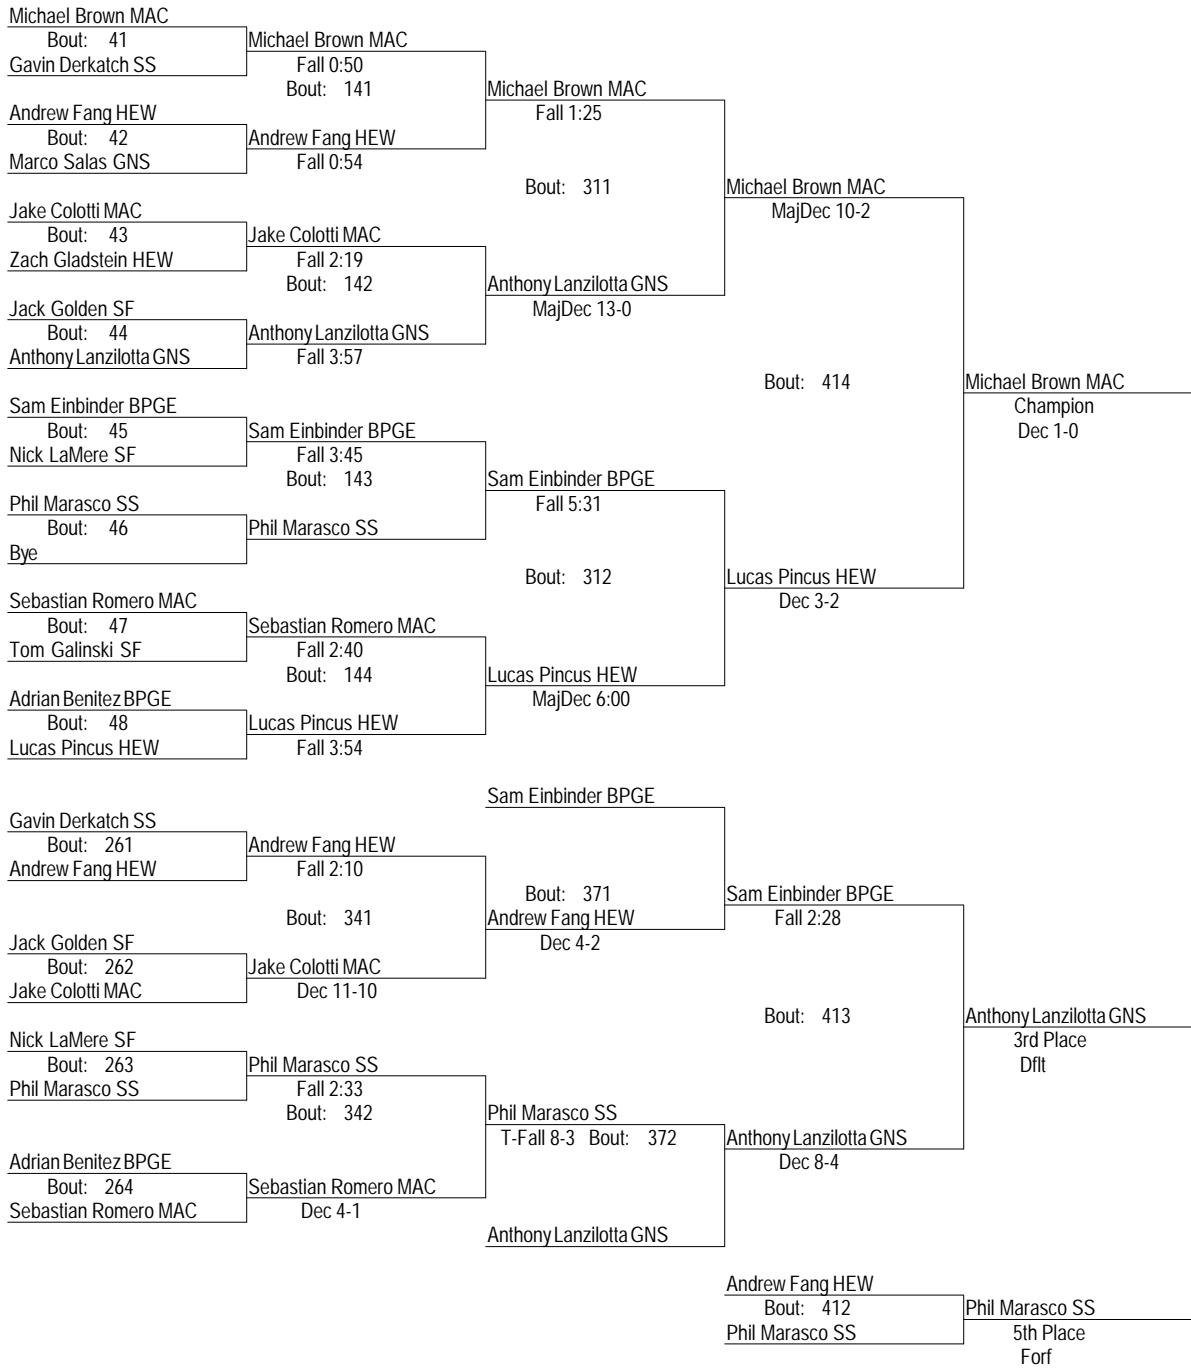 Michael Brown MAC
Bout: 41
Gavin Derkatch SS
Michael Brown MAC
Fall 0:50
Bout: 141
Andrew Fang HEW
Bout: 42
Marco Salas GNS
Andrew Fang HEW
Fall 0:54
Michael Brown MAC
Fall 1:25
Bout: 311
Jake Colotti MAC
Bout: 43
Zach Gladstein HEW
Jake Colotti MAC
Fall 2:19
Bout: 142
Jack Golden SF
Bout: 44
Anthony Lanzilotta GNS
Anthony Lanzilotta GNS
Fall 3:57
Anthony Lanzilotta GNS
MajDec 13-0
Michael Brown MAC
MajDec 10-2
Bout: 414
Michael Brown MAC
Champion
Dec 1-0
Sam Einbinder BPGE
Bout: 45
Nick LaMere SF
Sam Einbinder BPGE
Fall 3:45
Bout: 143
Phil Marasco SS
Bout: 46
Bye
Phil Marasco SS
Sam Einbinder BPGE
Fall 5:31
Bout: 312
Lucas Pincus HEW
Dec 3-2
Sebastian Romero MAC
Bout: 47
Tom Galinski SF
Sebastian Romero MAC
Fall 2:40
Bout: 144
Adrian Benitez BPGE
Bout: 48
Lucas Pincus HEW
Lucas Pincus HEW
Fall 3:54
Lucas Pincus HEW
MajDec 6:00
Sam Einbinder BPGE
Gavin Derkatch SS
Bout: 261
Andrew Fang HEW
Andrew Fang HEW
Fall 2:10
Bout: 341
Jack Golden SF
Bout: 262
Jake Colotti MAC
Jake Colotti MAC
Dec 11-10
Bout: 371
Andrew Fang HEW
Dec 4-2
Sam Einbinder BPGE
Fall 2:28
Bout: 413
Anthony Lanzilotta GNS
3rd Place
Dflt
Nick LaMere SF
Bout: 263
Phil Marasco SS
Phil Marasco SS
Fall 2:33
Bout: 342
Adrian Benitez BPGE
Bout: 264
Sebastian Romero MAC
Sebastian Romero MAC
Dec 4-1
Phil Marasco SS
T-Fall 8-3 Bout: 372
Anthony Lanzilotta GNS
Dec 8-4
Anthony Lanzilotta GNS
Andrew Fang HEW
Bout: 412
Phil Marasco SS
Phil Marasco SS
5th Place
Forf